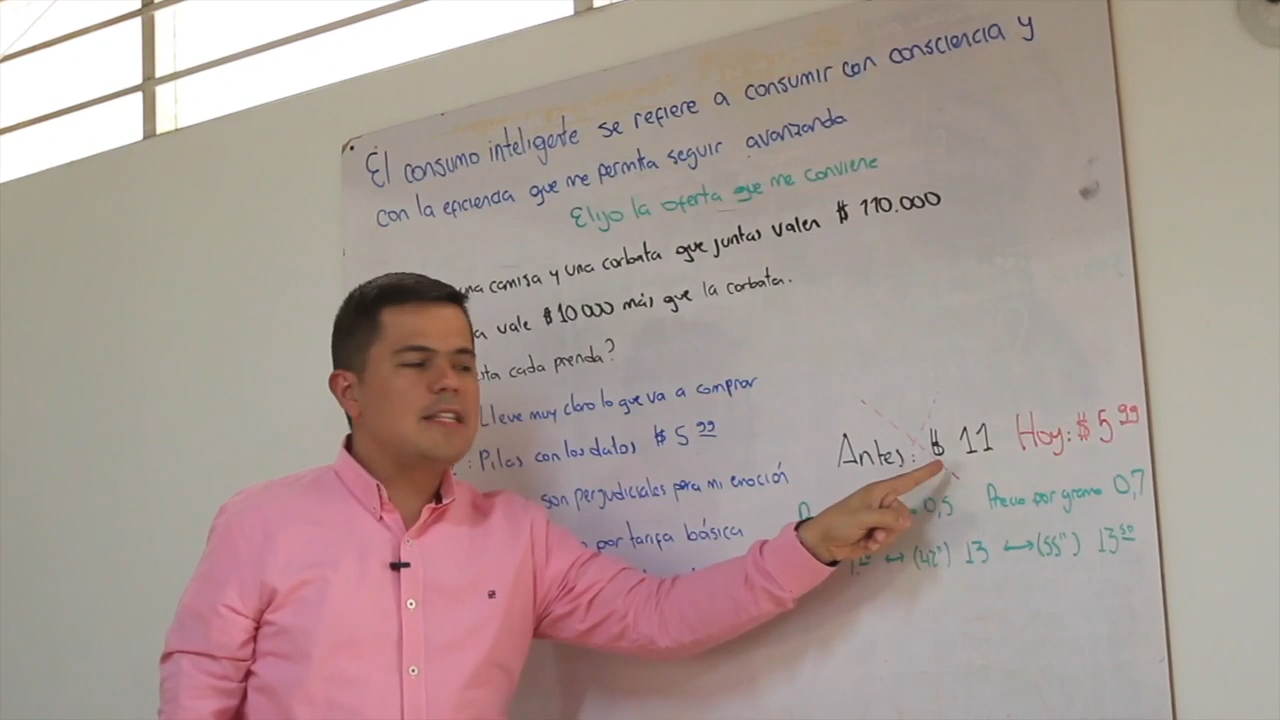 El consumo inteligente se refiere a consumir con consciencia y
con la eficiencia que me permita seguir avanzando
Elijo la oferta que me conviene
una camisa y una corbata que juntas valen $ 110.000
vale $10 000 más que la corbata.
cada prenda?
Lleve muy claro lo que va a comprar
: Pilas con los datos $ 5 99
son perjudiciales para mi emoción
por tarifa básica
Antes: $ 11 Hoy: $ 5 99
0,5 Precio por gramo 0,7
↔ (42") 13 ↔ (55") 13 50